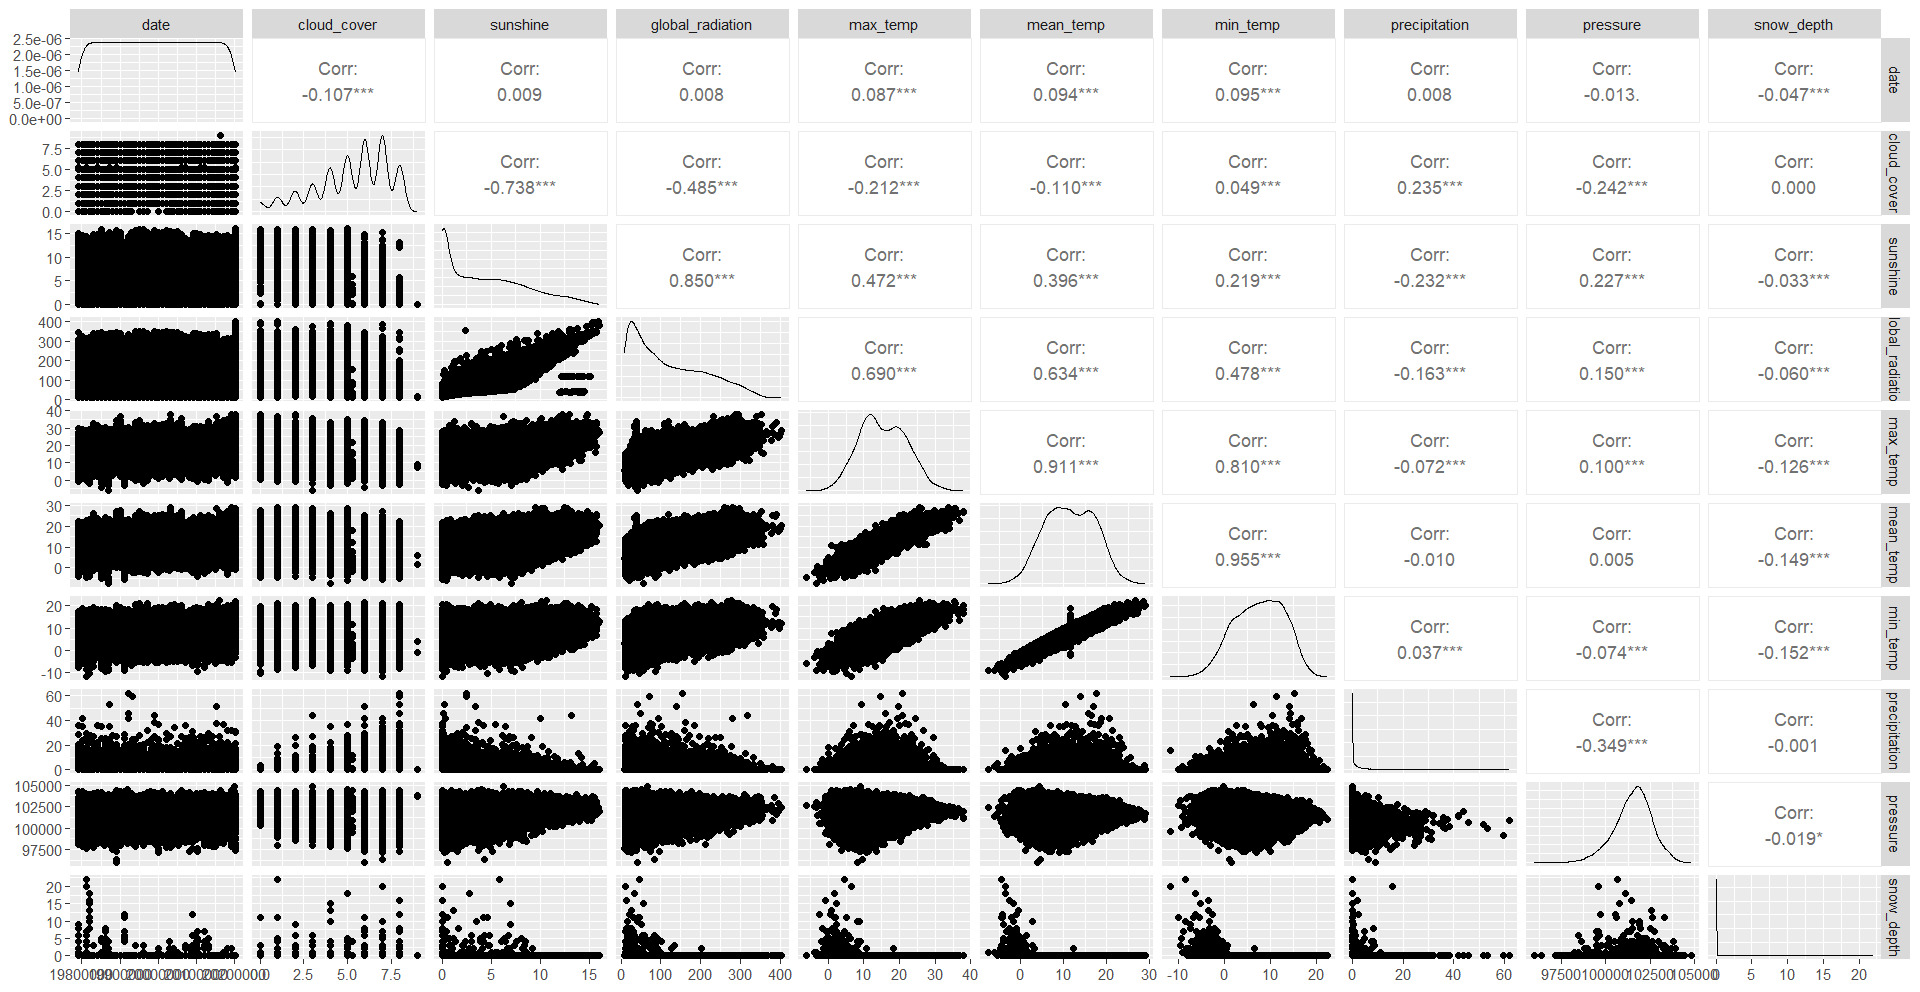 date cloud_cover sunshine global_radiation max_temp mean_temp min_temp precipitation pressure snow_depth
2.5e-06
2.0e-06
1.5e-06
1.0e-06
5.0e-07
0.0e+00
Corr: Corr: Corr: Corr: Corr: Corr: Corr: Corr: Corr:
-0.107*** 0.009 0.008 0.087*** 0.094*** 0.095*** 0.008 -0.013. -0.047***
date
7.5
5.0
2.5
0.0
Corr: Corr: Corr: Corr: Corr: Corr: Corr: Corr:
-0.738*** -0.485*** -0.212*** -0.110*** 0.049*** 0.235*** -0.242*** 0.000
cloud_cover
15
10
5
0
Corr: Corr: Corr: Corr: Corr: Corr: Corr:
0.850*** 0.472*** 0.396*** 0.219*** -0.232*** 0.227*** -0.033***
sunshine
400
300
200
100
0
Corr: Corr: Corr: Corr: Corr: Corr:
0.690*** 0.634*** 0.478*** -0.163*** 0.150*** -0.060***
lobal_radiatio
40
30
20
10
0
Corr: Corr: Corr: Corr: Corr:
0.911*** 0.810*** -0.072*** 0.100*** -0.126***
max_temp
30
20
10
0
Corr: Corr: Corr: Corr:
0.955*** -0.010 0.005 -0.149***
mean_temp
20
10
0
-10
Corr: Corr: Corr:
0.037*** -0.074*** -0.152***
min_temp
60
40
20
0
Corr: Corr:
-0.349*** -0.001
precipitation
105000
102500
100000
97500
Corr:
-0.019*
pressure
20
15
10
5
0
snow_depth
0.0 2.5 5.0 7.5 0 5 10 15 0 100 200 300 400 0 10 20 30 40 0 10 20 30 -10 0 10 20 0 20 40 60 97500 100000 102500 105000 0 5 10 15 20